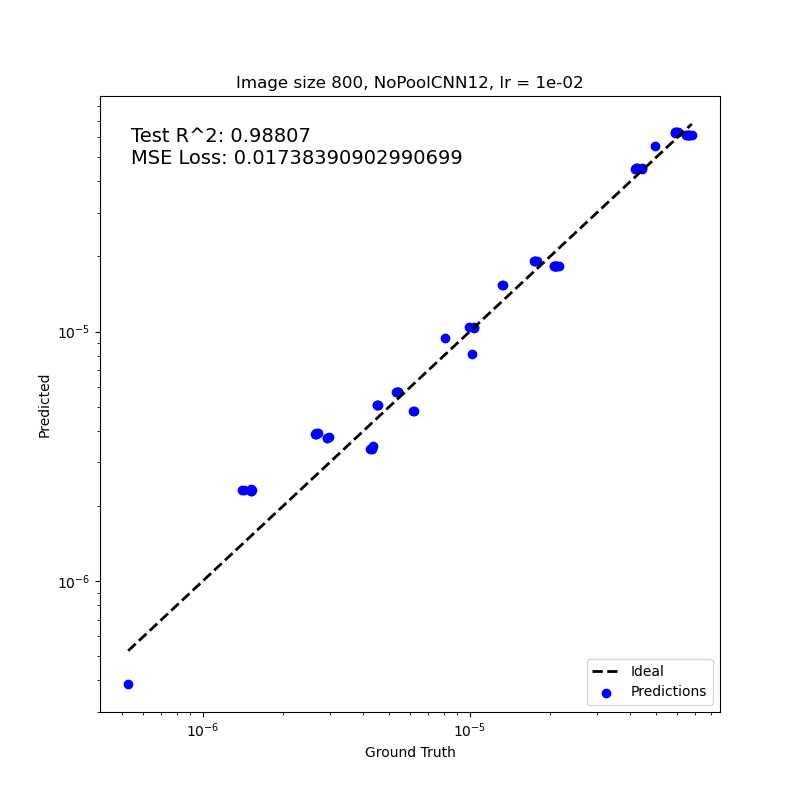 Image size 800, NoPoolCNN12, lr = 1e-02
Test R^2: 0.98807
MSE Loss: 0.01738390902990699
10⁻⁵
10⁻⁶
Predicted
Ideal
Predictions
10⁻⁶
10⁻⁵
Ground Truth